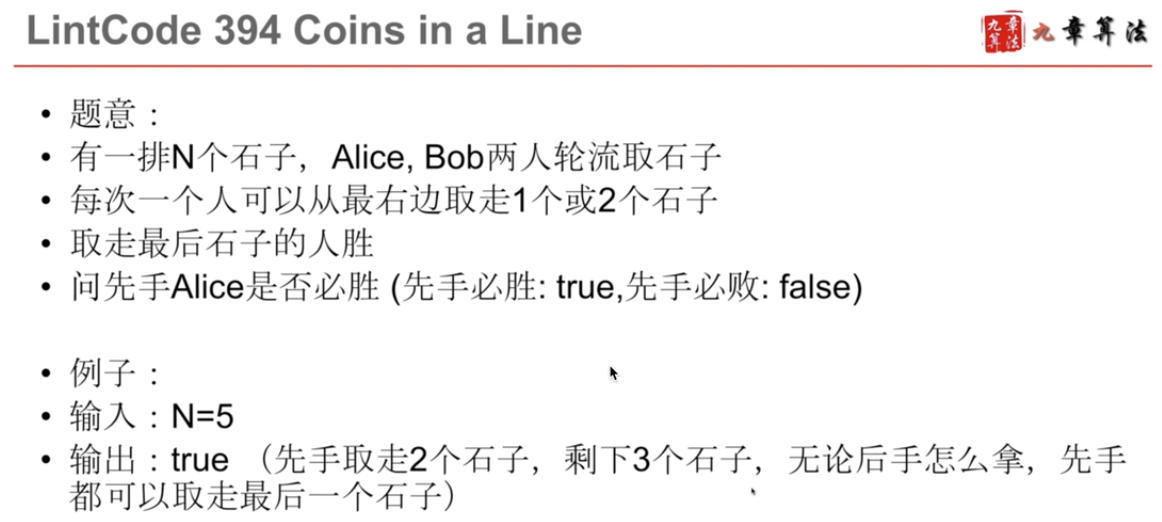 LintCode 394 Coins in a Line
九章算法
九章算法
• 题意：
• 有一排N个石子，Alice, Bob两人轮流取石子
• 每次一个人可以从最右边取走1个或2个石子
• 取走最后石子的人胜
• 问先手Alice是否必胜 (先手必胜: true,先手必败: false)
• 例子：
• 输入：N=5
• 输出：true （先手取走2个石子，剩下3个石子，无论后手怎么拿，先手
都可以取走最后一个石子）